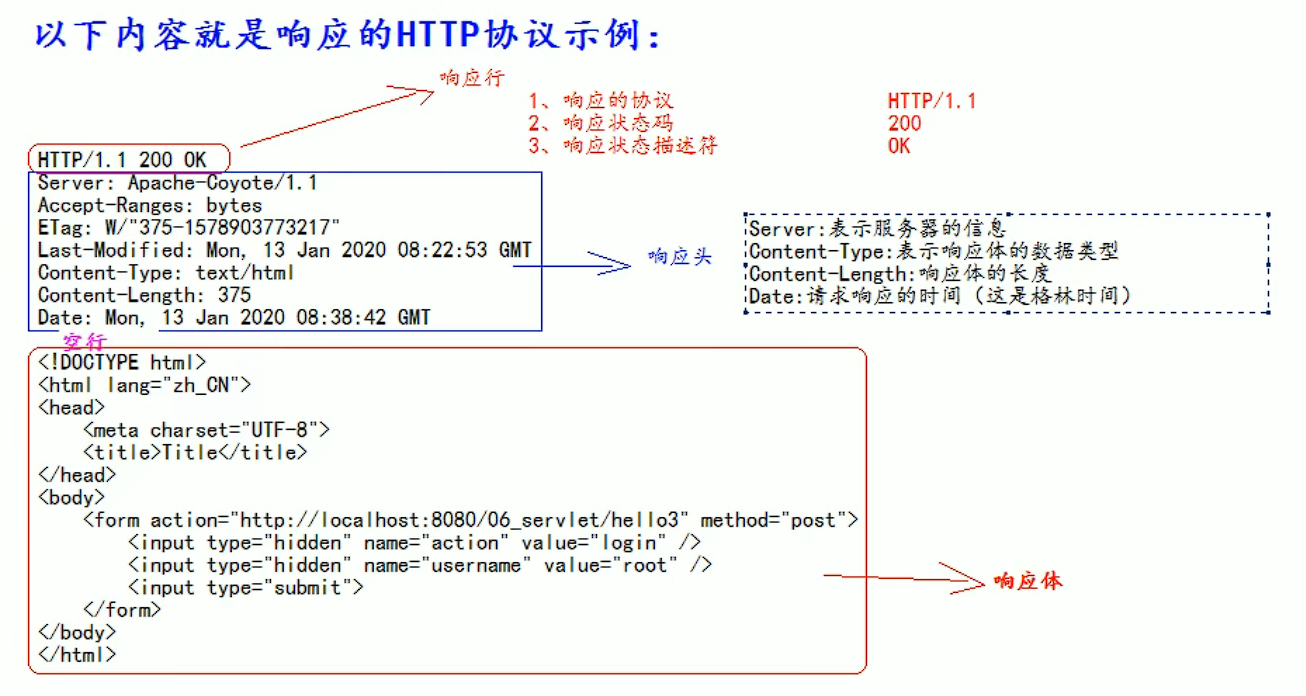 以下内容就是响应的HTTP协议示例：
响应行
1、响应的协议 HTTP/1.1
2、响应状态码 200
3、响应状态描述符 OK
HTTP/1.1 200 OK
Server: Apache-Coyote/1.1
Accept-Ranges: bytes
ETag: W/"375-1578903773217"
Last-Modified: Mon, 13 Jan 2020 08:22:53 GMT
Content-Type: text/html
Content-Length: 375
Date: Mon, 13 Jan 2020 08:38:42 GMT
响应头
Server:表示服务器的信息
Content-Type:表示响应体的数据类型
Content-Length:响应体的长度
Date:请求响应的时间（这是格林时间）
空行
<!DOCTYPE html>
<html lang="zh_CN">
<head>
    <meta charset="UTF-8">
    <title>Title</title>
</head>
<body>
    <form action="http://localhost:8080/06_servlet/hello3" method="post">
        <input type="hidden" name="action" value="login" />
        <input type="hidden" name="username" value="root" />
        <input type="submit">
    </form>
</body>
</html>
响应体